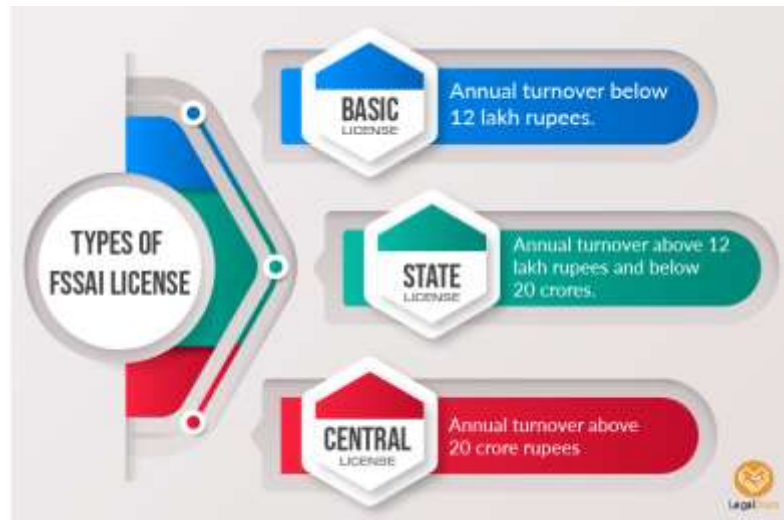 TYPES OF
FSSAI LICENSE
BASIC
LICENSE
Annual turnover below
12 lakh rupees.
STATE
LICENSE
Annual turnover above 12
lakh rupees and below
20 crores.
CENTRAL
LICENSE
Annual turnover above
20 crore rupees
Legal